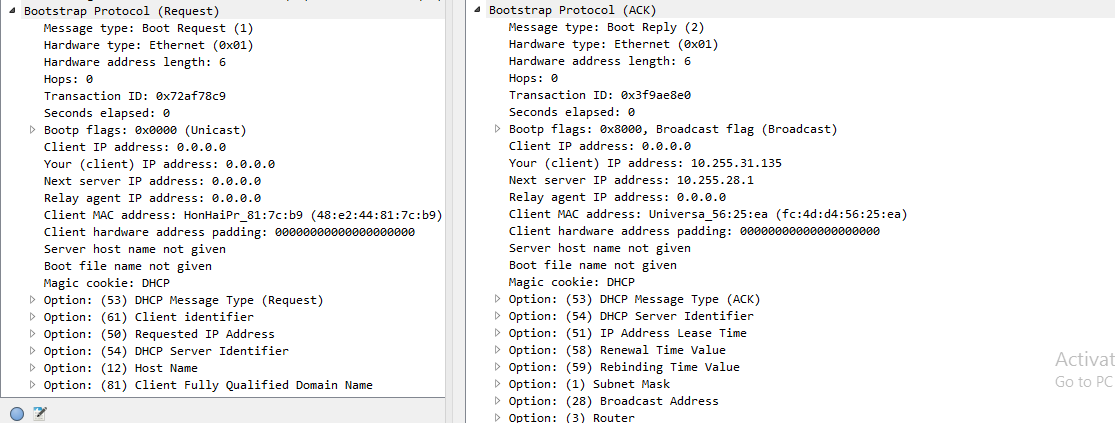 Bootstrap Protocol (Request)
Message type: Boot Request (1)
Hardware type: Ethernet (0x01)
Hardware address length: 6
Hops: 0
Transaction ID: 0x72af78c9
Seconds elapsed: 0
Bootp flags: 0x0000 (Unicast)
Client IP address: 0.0.0.0
Your (client) IP address: 0.0.0.0
Next server IP address: 0.0.0.0
Relay agent IP address: 0.0.0.0
Client MAC address: HonHaiPr_81:7c:b9 (48:e2:44:81:7c:b9)
Client hardware address padding: 00000000000000000000
Server host name not given
Boot file name not given
Magic cookie: DHCP
Option: (53) DHCP Message Type (Request)
Option: (61) Client identifier
Option: (50) Requested IP Address
Option: (54) DHCP Server Identifier
Option: (12) Host Name
Option: (81) Client Fully Qualified Domain Name
Bootstrap Protocol (ACK)
Message type: Boot Reply (2)
Hardware type: Ethernet (0x01)
Hardware address length: 6
Hops: 0
Transaction ID: 0x3f9ae8e0
Seconds elapsed: 0
Bootp flags: 0x8000, Broadcast flag (Broadcast)
Client IP address: 0.0.0.0
Your (client) IP address: 10.255.31.135
Next server IP address: 10.255.28.1
Relay agent IP address: 0.0.0.0
Client MAC address: Universa_56:25:ea (fc:4d:d4:56:25:ea)
Client hardware address padding: 00000000000000000000
Server host name not given
Boot file name not given
Magic cookie: DHCP
Option: (53) DHCP Message Type (ACK)
Option: (54) DHCP Server Identifier
Option: (51) IP Address Lease Time
Option: (58) Renewal Time Value
Option: (59) Rebinding Time Value
Option: (1) Subnet Mask
Option: (28) Broadcast Address
Option: (3) Router
Activat
Go to PC